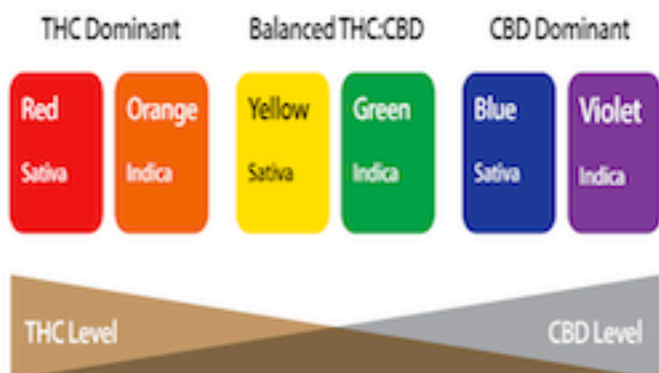 THC Dominant
Balanced THC:CBD
CBD Dominant
Red
Orange
Yellow
Green
Blue
Violet
Sativa
Indica
Sativa
Indica
Sativa
Indica
THC Level
CBD Level